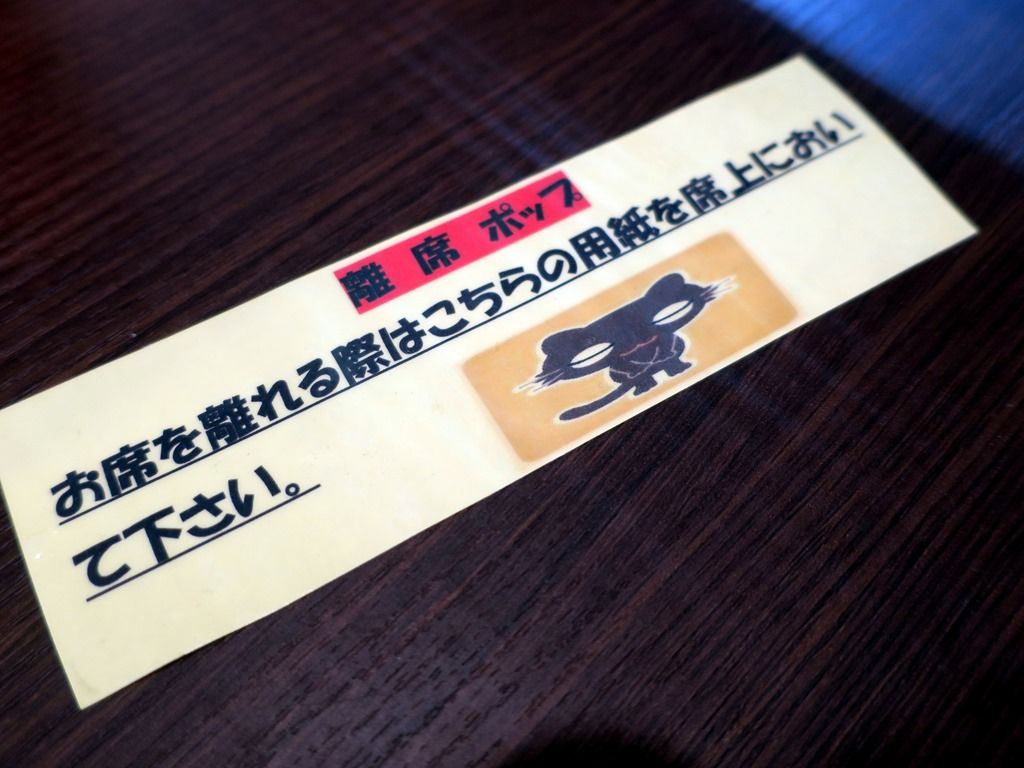 離 席 ポップ
お席を離れる際はこちらの用紙を席上におい
て下さい。